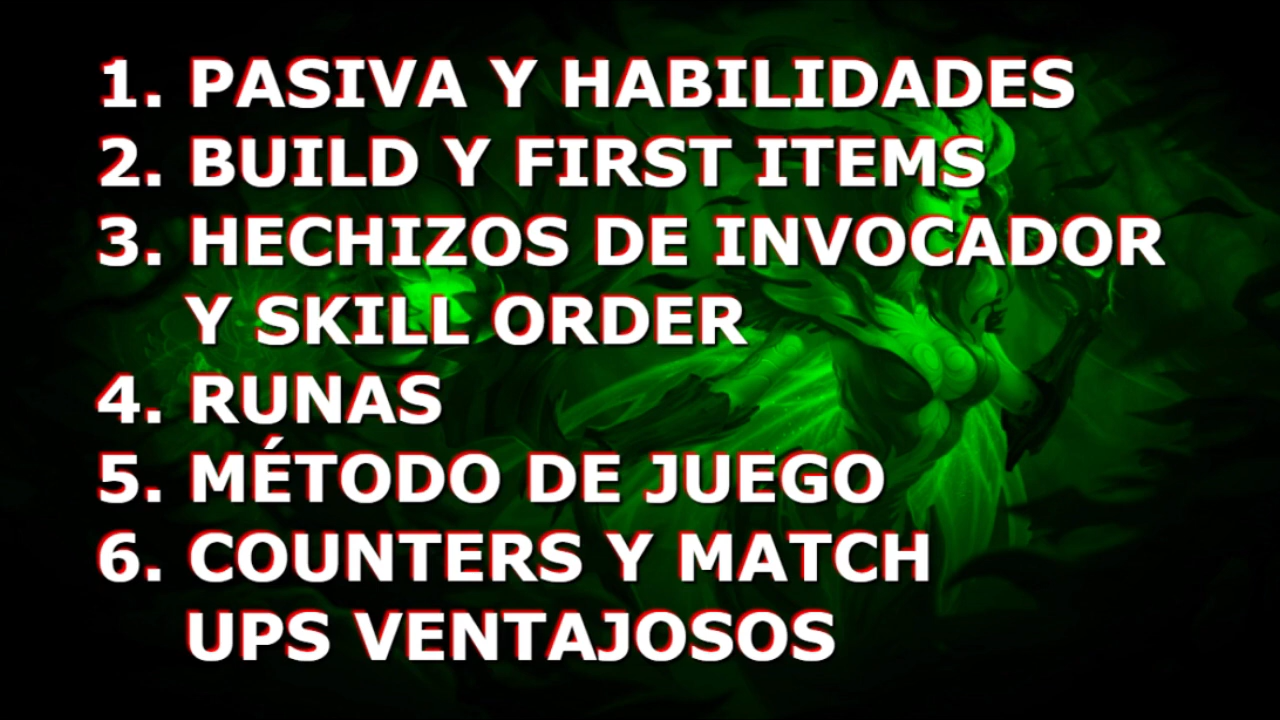 1. PASIVA Y HABILIDADES
2. BUILD Y FIRST ITEMS
3. HECHIZOS DE INVOCADOR
Y SKILL ORDER
4. RUNAS
5. MÉTODO DE JUEGO
6. COUNTERS Y MATCH
UPS VENTAJOSOS